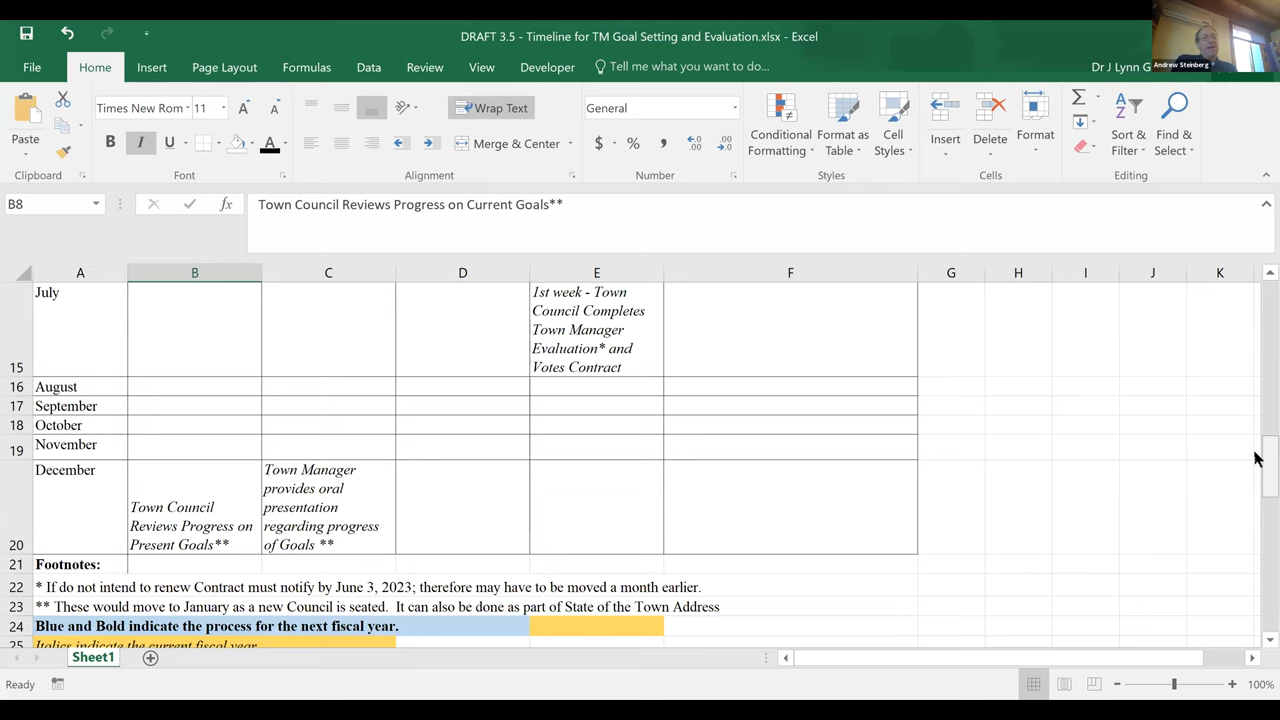 DRAFT 3.5 - Timeline for TM Goal Setting and Evaluation.xlsx - Excel
Andrew Steinberg
File Home Insert Page Layout Formulas Data Review View Developer Tell me what you want to do... Dr J Lynn G
Times New Rom 11 Wrap Text General
Paste B I U A Merge & Center $ % , Conditional Formatting Format as Table Cell Styles Insert Delete Format Sort & Filter Find & Select
Clipboard Font Alignment Number Styles Cells Editing
B8 fx Town Council Reviews Progress on Current Goals**
A B C D E F G H I J K
15 July
1st week - Town
Council Completes
Town Manager
Evaluation* and
Votes Contract
16 August
17 September
18 October
19 November
20 December
Town Council
Reviews Progress on
Present Goals**
Town Manager
provides oral
presentation
regarding progress
of Goals **
21 Footnotes:
22 * If do not intend to renew Contract must notify by June 3, 2023; therefore may have to be moved a month earlier.
23 ** These would move to January as a new Council is seated.  It can also be done as part of State of the Town Address
24 Blue and Bold indicate the process for the next fiscal year.
25 Italics indicate the current fiscal year
Sheet1
Ready 100%